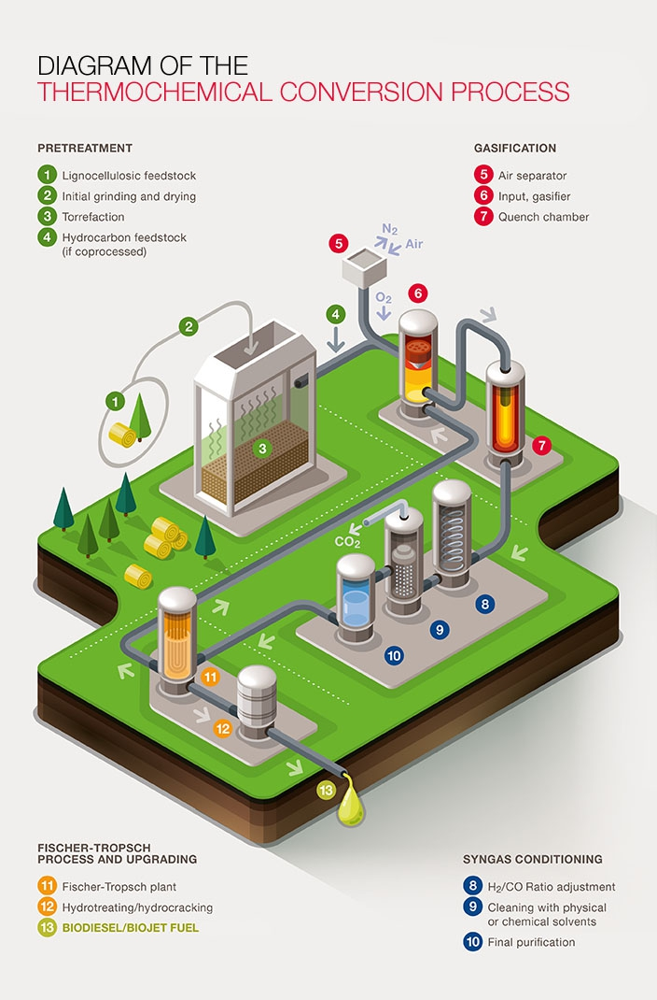 DIAGRAM OF THE
THERMOCHEMICAL CONVERSION PROCESS
PRETREATMENT
1 Lignocellulosic feedstock
2 Initial grinding and drying
3 Torrefaction
4 Hydrocarbon feedstock
(if coprocessed)
GASIFICATION
5 Air separator
6 Input, gasifier
7 Quench chamber
N2
Air
5
O2
6
4
2
1
3
7
CO2
8
9
10
11
12
13
FISCHER-TROPSCH
PROCESS AND UPGRADING
11 Fischer-Tropsch plant
12 Hydrotreating/hydrocracking
13 BIODIESEL/BIOJET FUEL
SYNGAS CONDITIONING
8 H2/CO Ratio adjustment
9 Cleaning with physical
or chemical solvents
10 Final purification